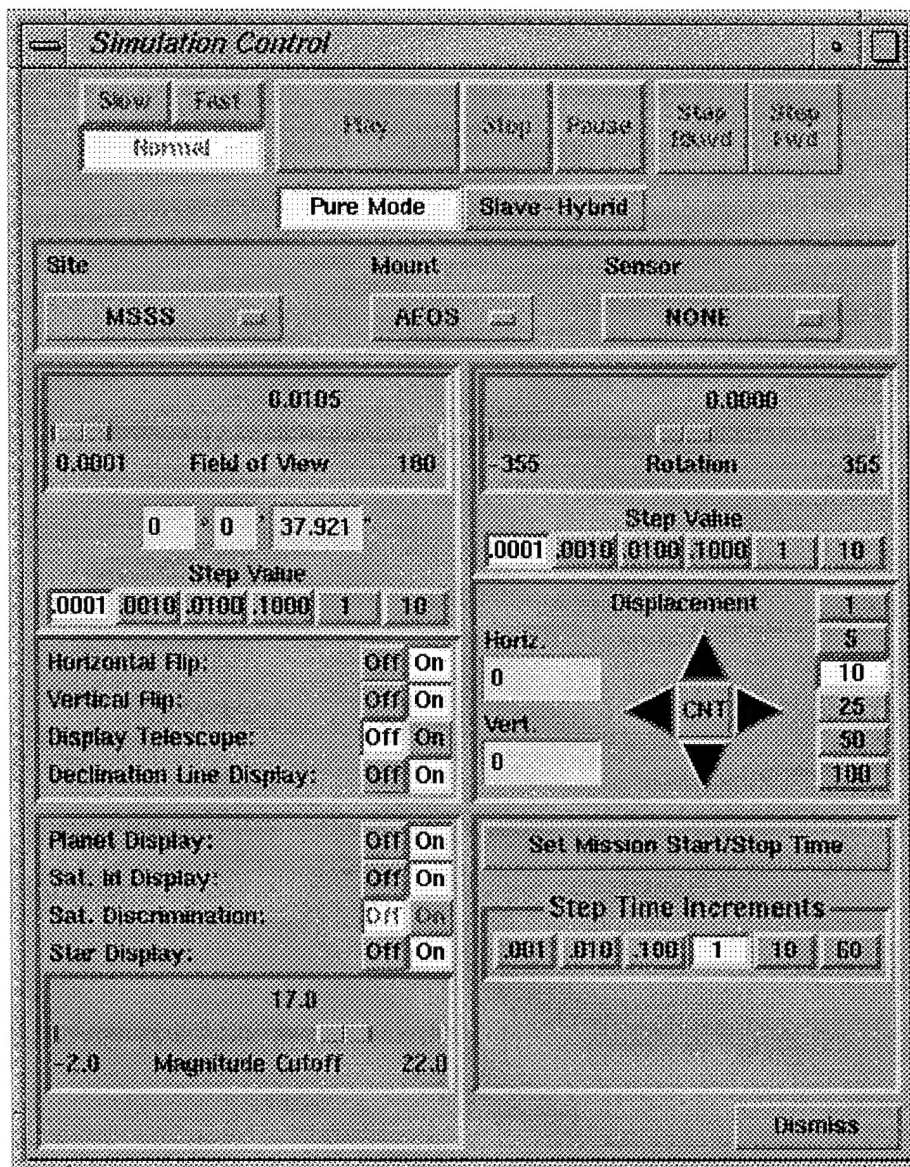 Simulation Control
Slow Fast
Normal
Play Stop Pause Step Bkwd Step Fwd
Pure Mode Slave-Hybrid
Site Mount Sensor
MSSS AEOS NONE
0.0105
0.0001 Field of View 180
0 ° 0 ' 37.921 "
Step Value
.0001 .0010 .0100 .1000 1 10
0.0000
-355 Rotation 355
Step Value
.0001 .0010 .0100 .1000 1 10
Horizontal Flip: Off On
Vertical Flip: Off On
Display Telescope: Off On
Declination Line Display: Off On
Displacement
Horiz.
0
Vert.
0
CNT
1
5
10
25
50
100
Planet Display: Off On
Sat. Id Display: Off On
Sat. Discrimination: Off On
Star Display: Off On
17.0
-2.0 Magnitude Cutoff 22.0
Set Mission Start/Stop Time
Step Time Increments
.001 .010 .100 1 10 60
Dismiss